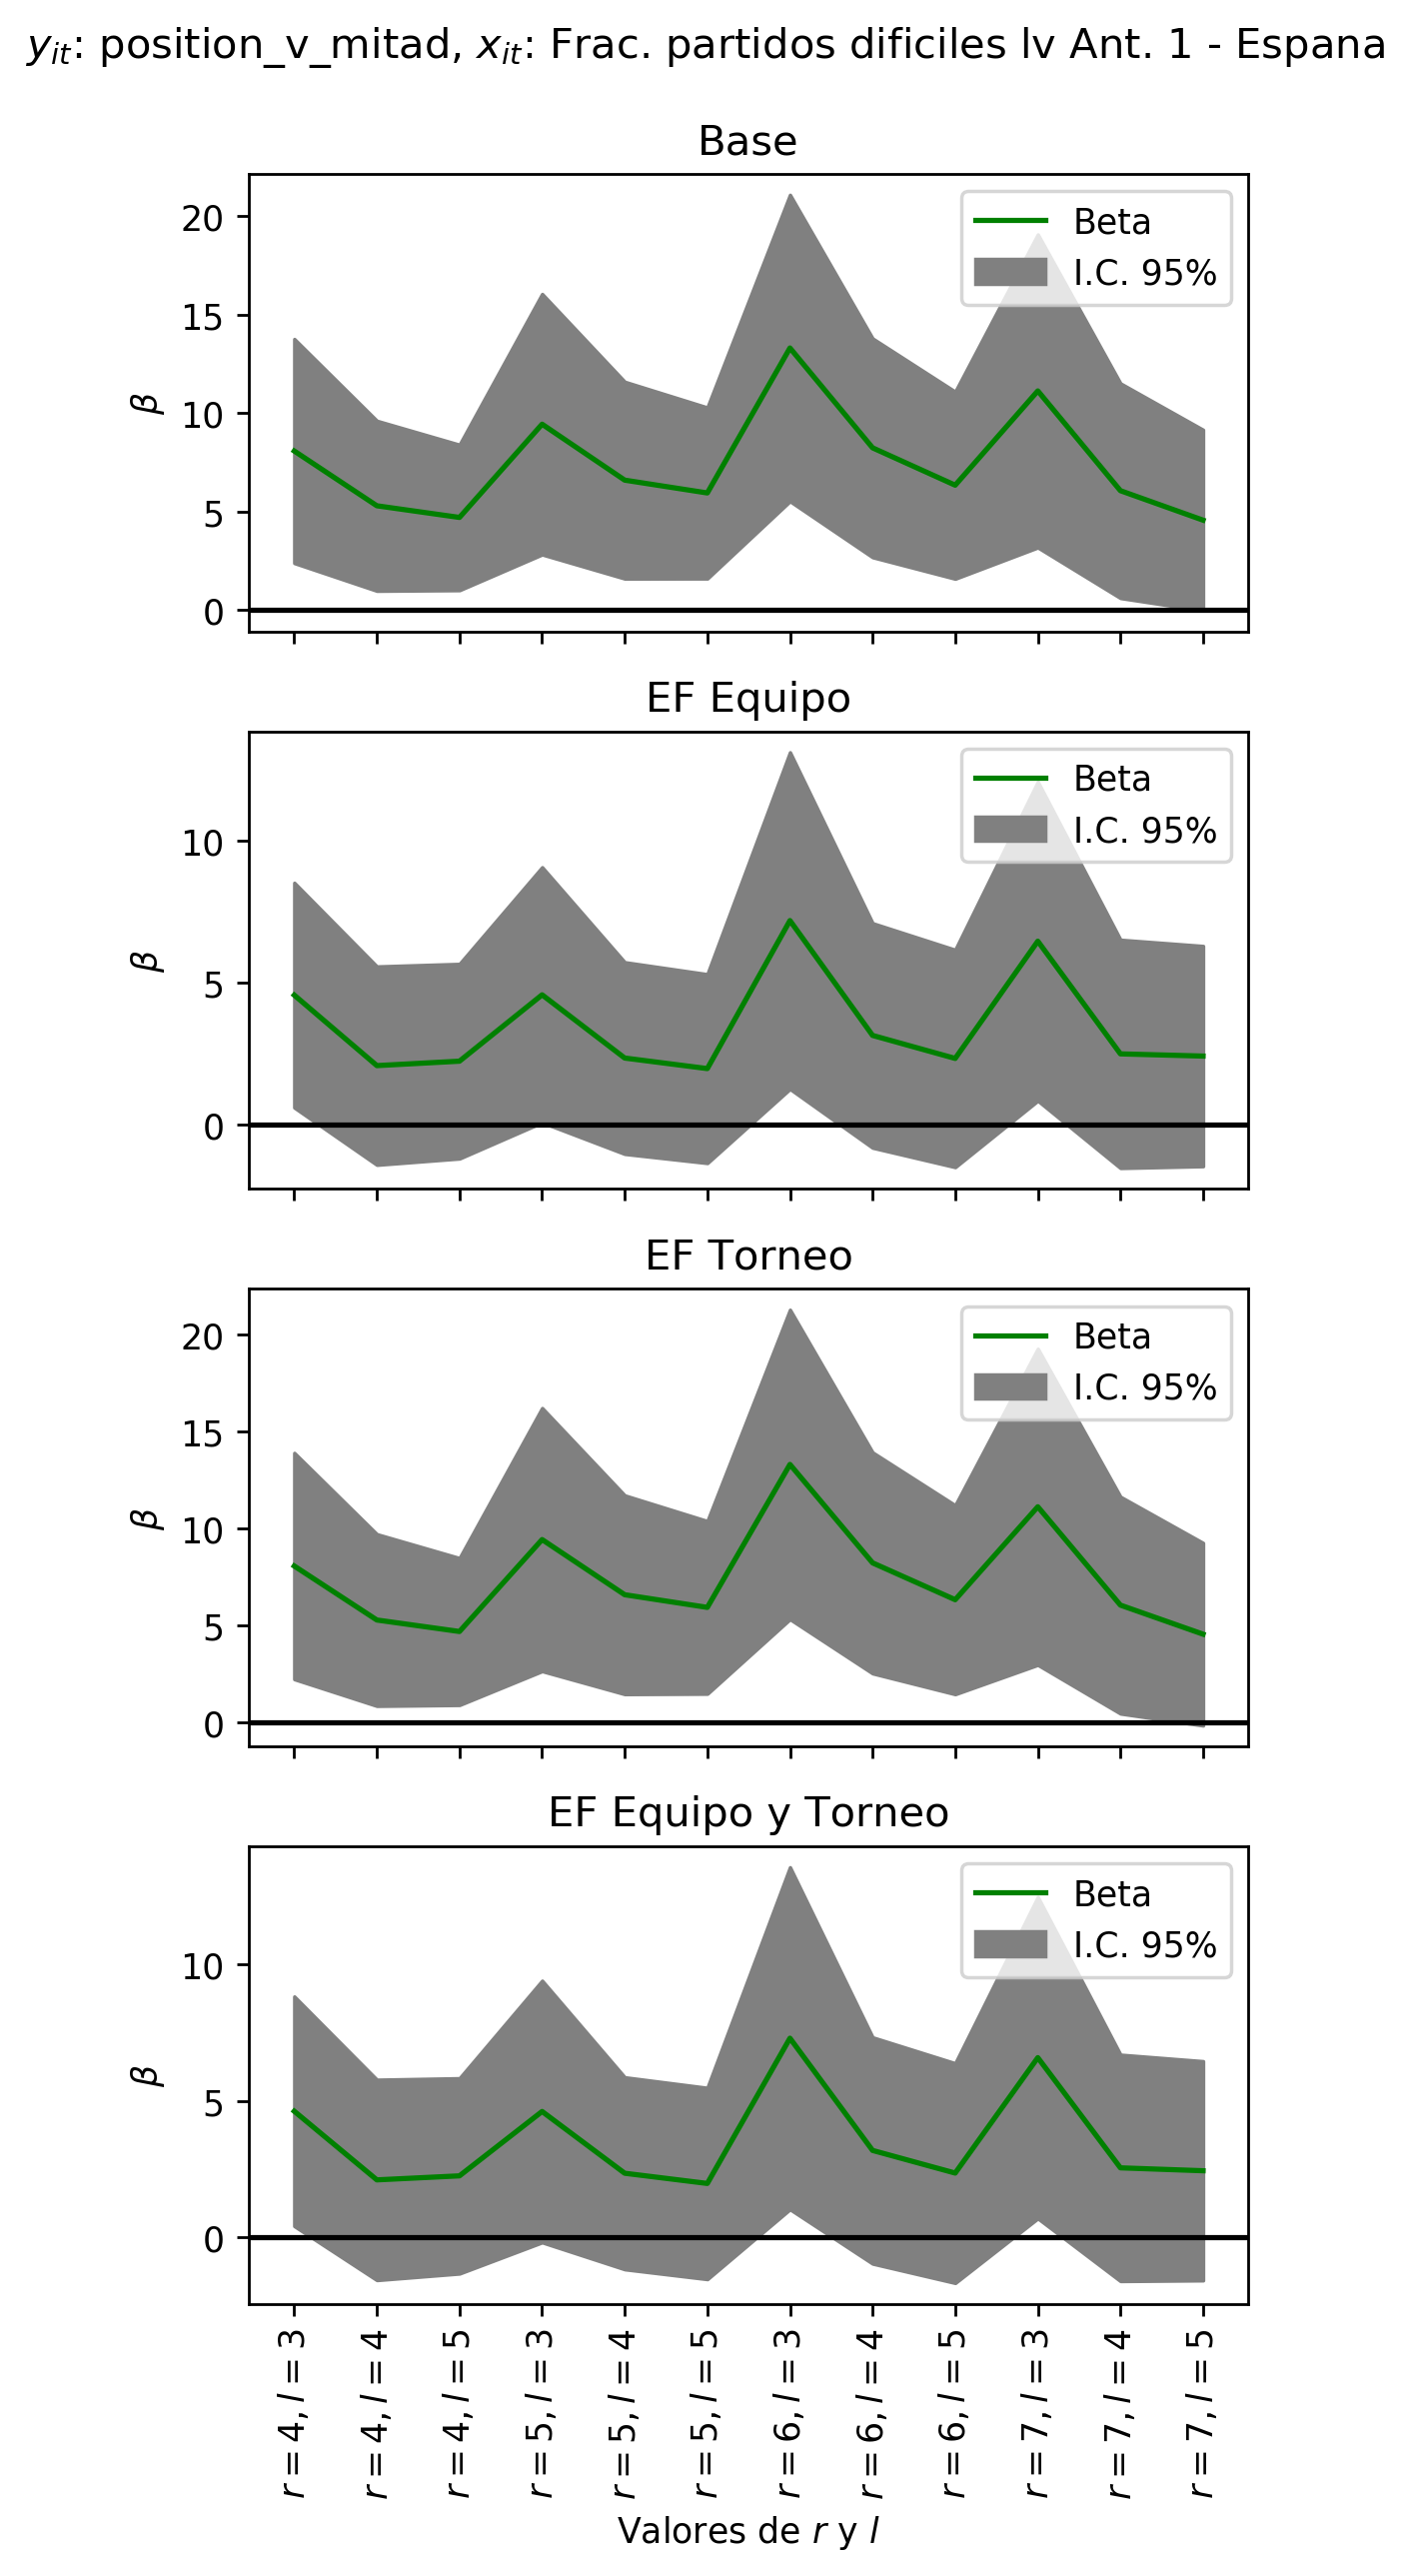 y_it: position_v_mitad, x_it: Frac. partidos dificiles lv Ant. 1 - Espana
Base
Beta
I.C. 95%
20
15
10
5
0
β
EF Equipo
Beta
I.C. 95%
10
5
0
β
EF Torneo
Beta
I.C. 95%
20
15
10
5
0
β
EF Equipo y Torneo
Beta
I.C. 95%
10
5
0
β
r = 4, l = 3
r = 4, l = 4
r = 4, l = 5
r = 5, l = 3
r = 5, l = 4
r = 5, l = 5
r = 6, l = 3
r = 6, l = 4
r = 6, l = 5
r = 7, l = 3
r = 7, l = 4
r = 7, l = 5
Valores de r y l